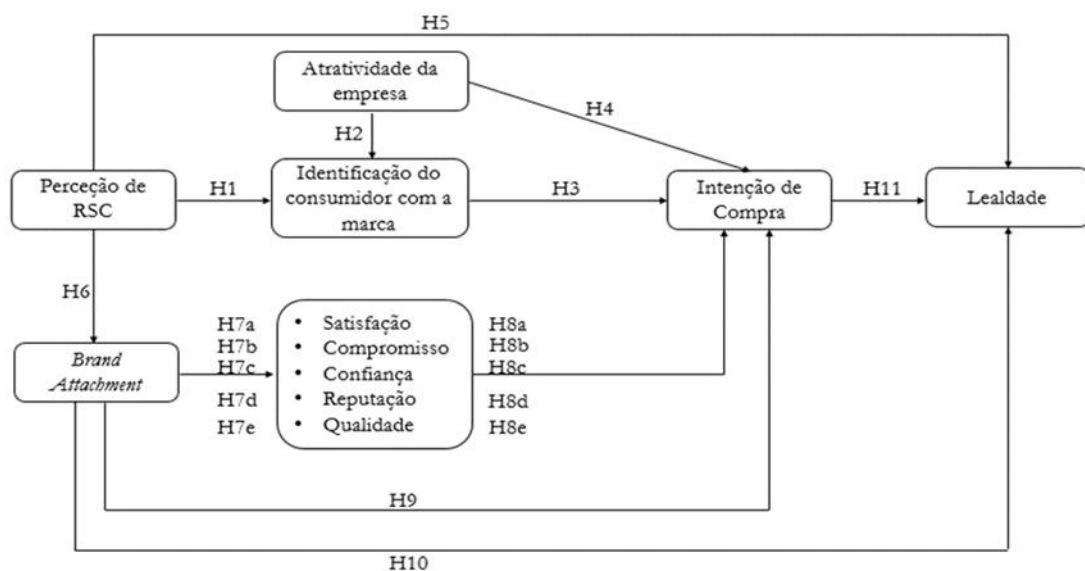 H5
Atratividade da
empresa
H4
H2
Perceção de
RSC
H1
Identificação do
consumidor com a
marca
H3
Intenção de
Compra
H11
Lealdade
H6
Brand
Attachment
H7a
H7b
H7c
H7d
H7e
• Satisfação
• Compromisso
• Confiança
• Reputação
• Qualidade
H8a
H8b
H8c
H8d
H8e
H9
H10